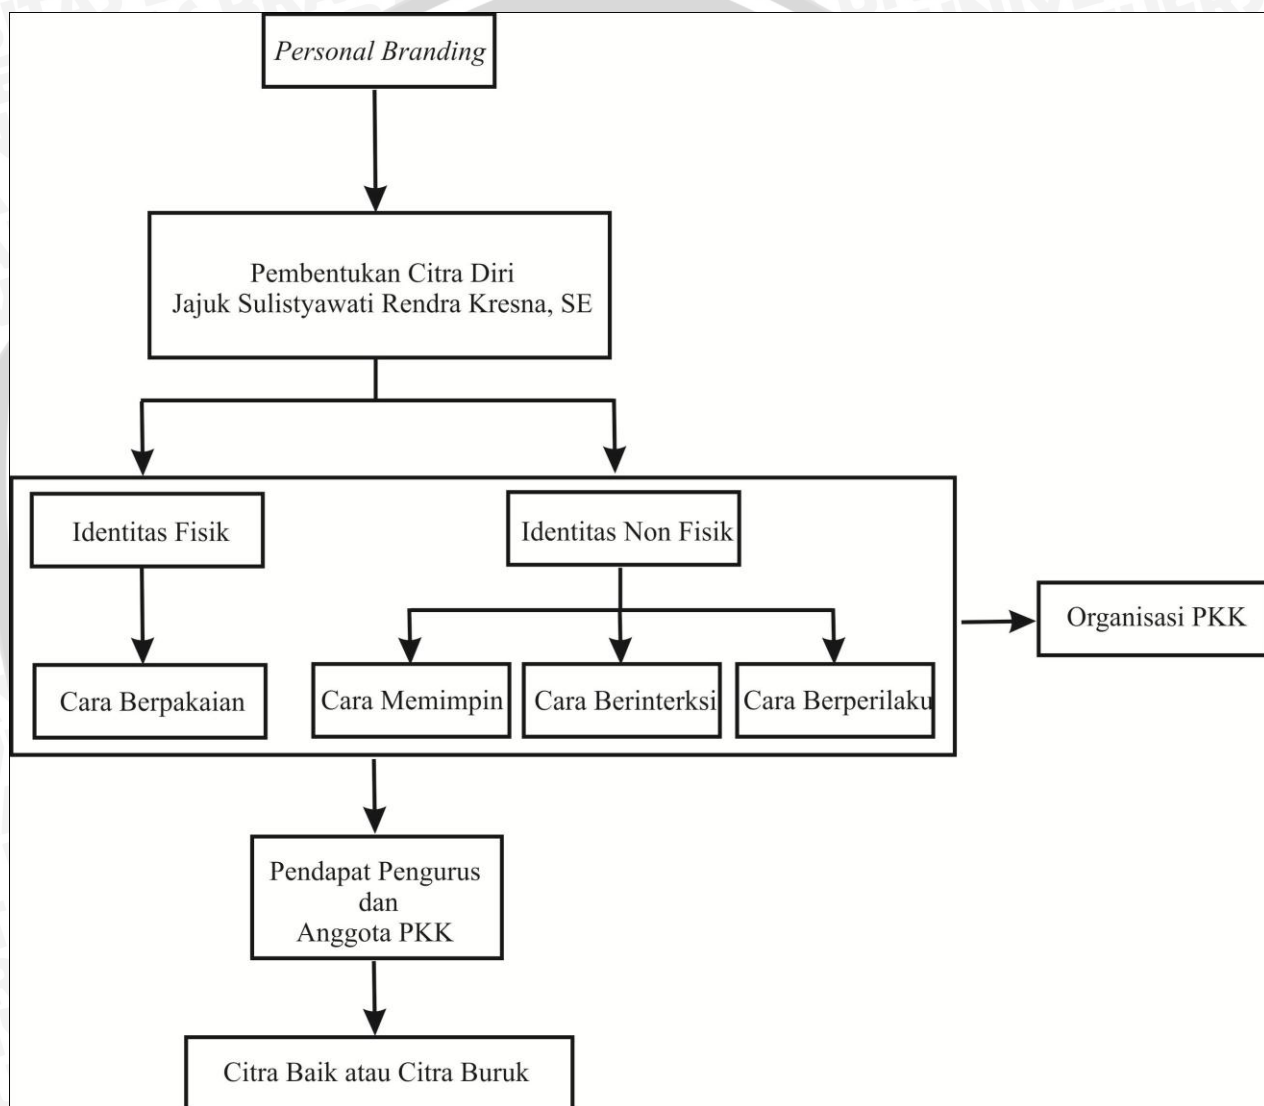 Personal Branding
Pembentukan Citra Diri
Jajuk Sulistyawati Rendra Kresna, SE
Identitas Fisik
Identitas Non Fisik
Organisasi PKK
Cara Berpakaian
Cara Memimpin
Cara Berinterksi
Cara Berperilaku
Pendapat Pengurus
dan
Anggota PKK
Citra Baik atau Citra Buruk